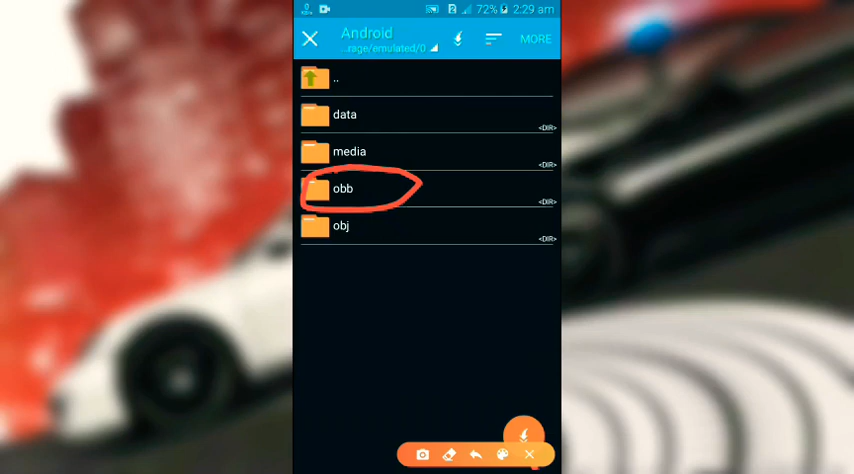 72% 2:29 am
Android
...rage/emulated/0
MORE
..
data
<DIR>
media
<DIR>
obb
<DIR>
obj
<DIR>